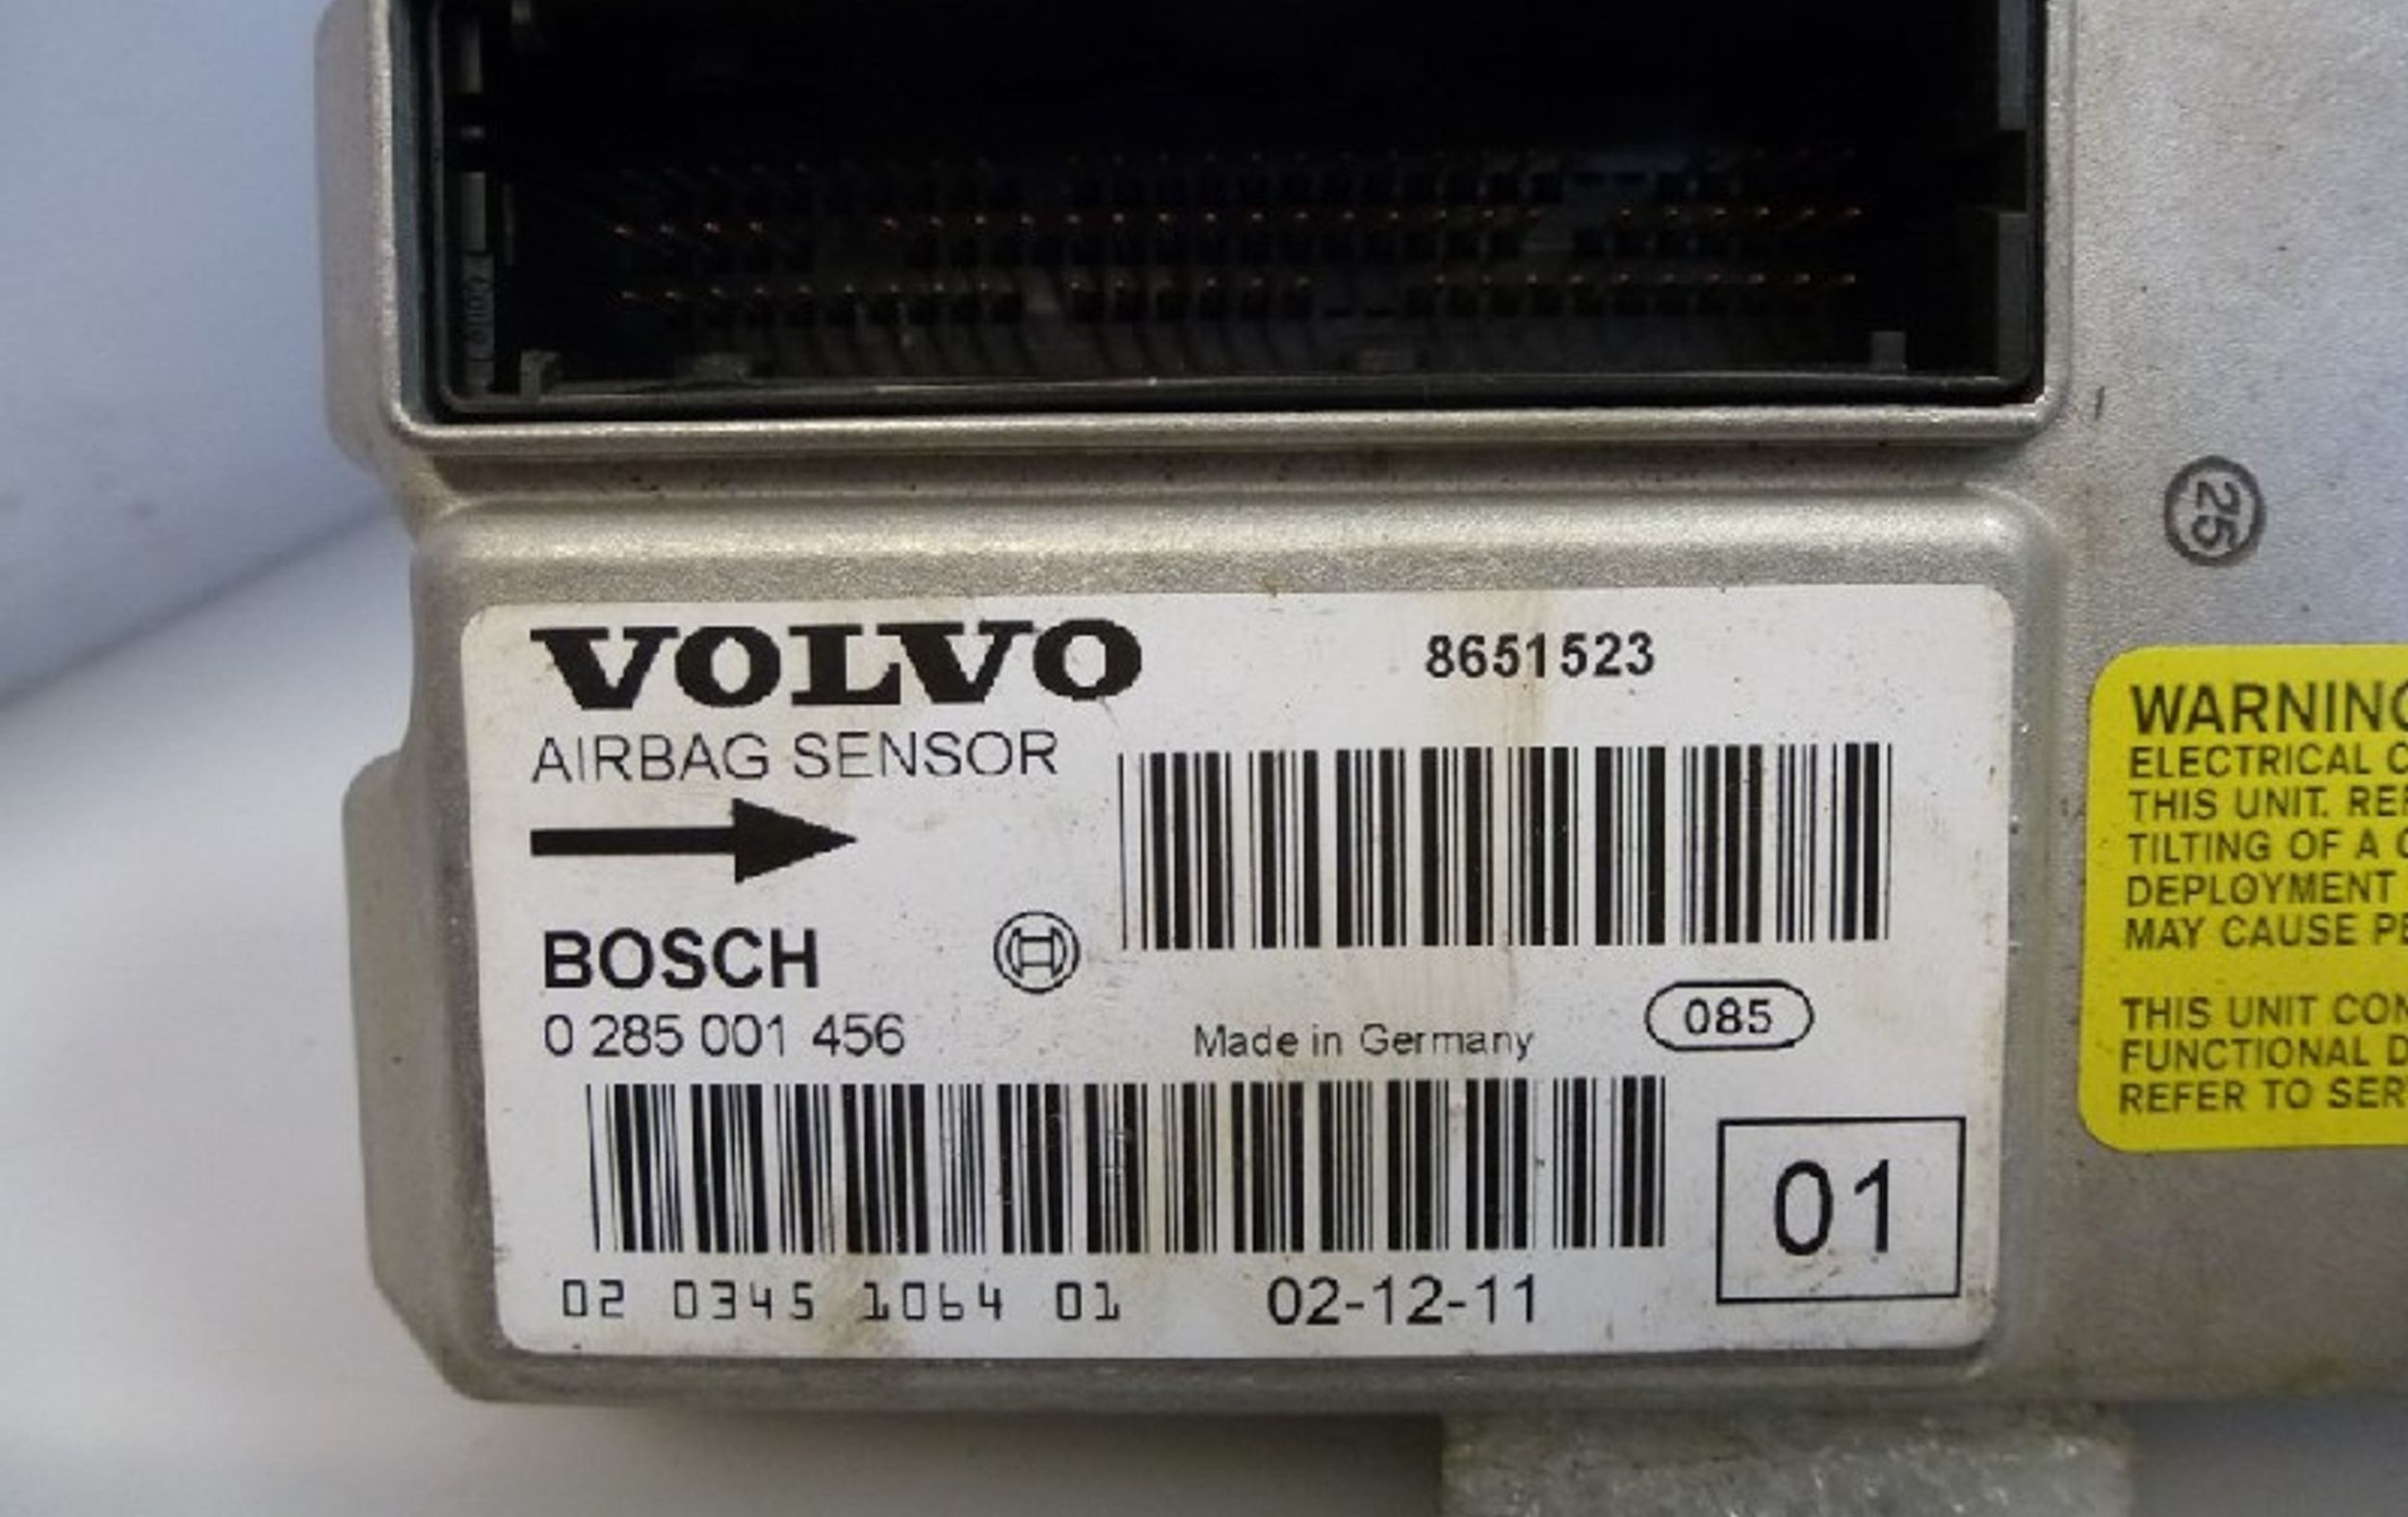 25
VOLVO
8651523
AIRBAG SENSOR
BOSCH
0 285 001 456
Made in Germany
085
01
02 0345 1064 01
02-12-11
WARNING
ELECTRICAL
THIS UNIT.
TILTING OF A
DEPLOYMENT
MAY CAUSE
THIS UNIT
FUNCTIONAL
REFER TO